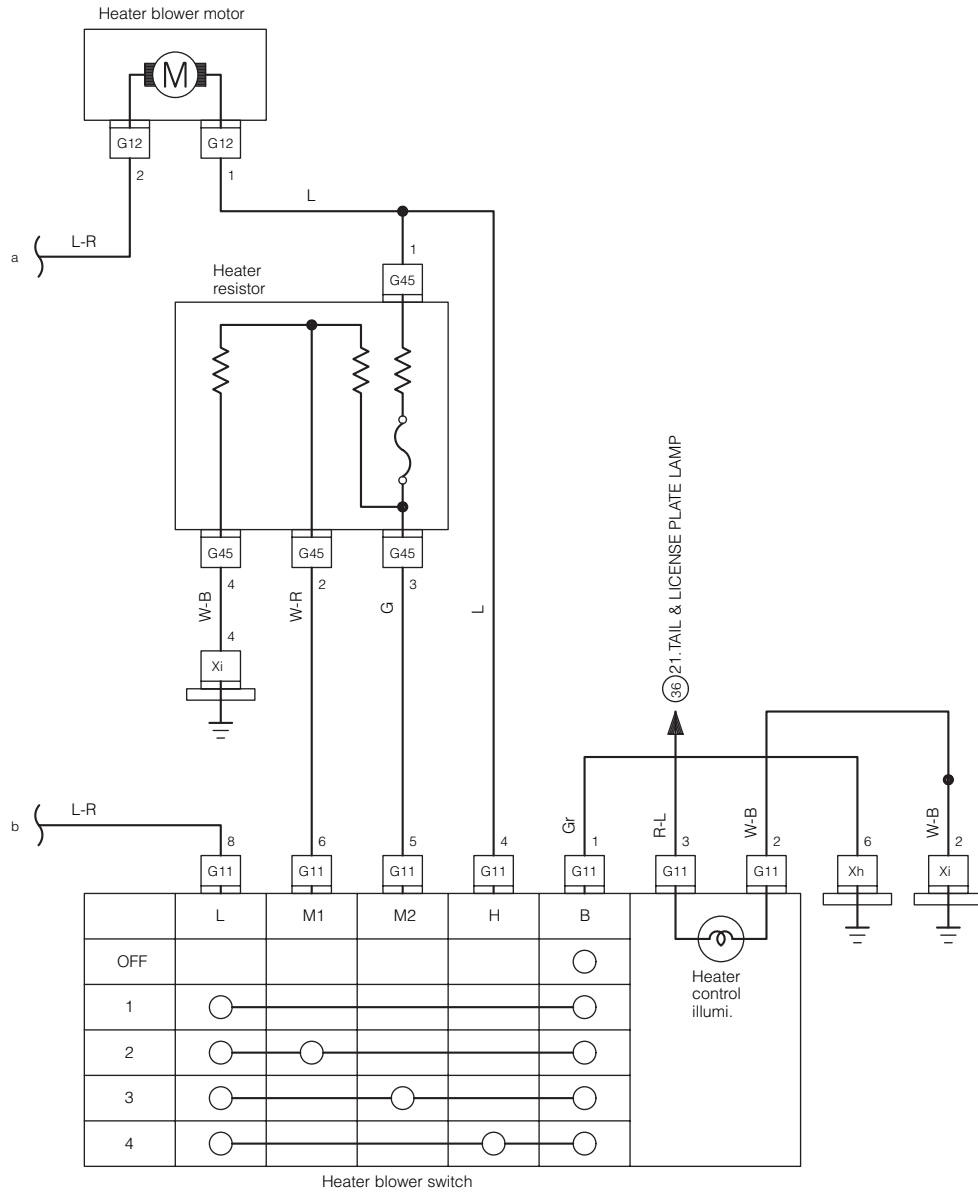 Heater blower motor
M
G12
G12
2
1
L
a
L-R
1
Heater
resistor
G45
G45
G45
G45
4
2
3
W-B
W-R
G
L
4
Xi
36 21.TAIL & LICENSE PLATE LAMP
b
L-R
Gr
R-L
W-B
W-B
8
6
5
4
1
3
2
6
2
G11
G11
G11
G11
G11
G11
G11
Xh
Xi
L
M1
M2
H
B
OFF
1
2
3
4
Heater
control
illumi.
Heater blower switch